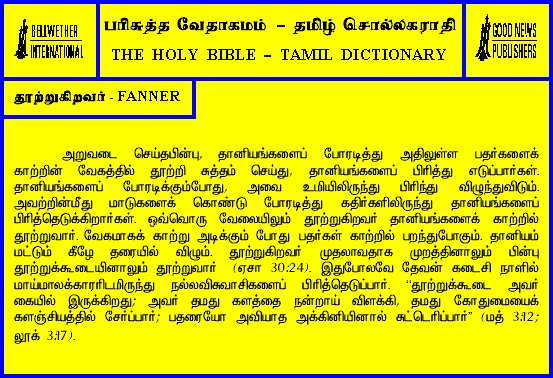 BELLWETHER
INTERNATIONAL
பரிசுத்த வேதாகமம் – தமிழ் சொல்லகராதி
THE HOLY BIBLE – TAMIL DICTIONARY
GOOD NEWS
PUBLISHERS
தூற்றுகிறவர் - FANNER
அறுவடை செய்தபின்பு, தானியங்களைப் போரடித்து அதிலுள்ள பதர்களைக்
காற்றின் வேகத்தில் தூற்றி சுத்தம் செய்து, தானியங்களைப் பிரித்து எடுப்பார்கள்.
தானியங்களைப் போரடிக்கும்போது, அவை உமியிலிருந்து பிரிந்து விழுந்துவிடும்.
அவற்றின்மீது மாடுகளைக் கொண்டு போரடித்து கதிர்களிலிருந்து தானியங்களைப்
பிரித்தெடுக்கிறார்கள். ஒவ்வொரு வேலையிலும் தூற்றுகிறவர் தானியங்களைக் காற்றில்
தூற்றுவார். வேகமாகக் காற்று அடிக்கும் போது பதர்கள் காற்றில் பறந்துபோகும். தானியம்
மட்டும் கீழே தரையில் விழும். தூற்றுகிறவர் முதலாவதாக முறத்தினாலும் பின்பு
தூற்றுக்கூடையினாலும் தூற்றுவார் (ஏசா 30:24). இதுபோலவே தேவன் கடைசி நாளில்
மாய்மாலக்காரரிடமிருந்து நல்லவிசுவாசிகளைப் பிரித்தெடுப்பார். “தூற்றுக்கூடை அவர்
கையில் இருக்கிறது; அவர் தமது களத்தை நன்றாய் விளக்கி, தமது கோதுமையைக்
களஞ்சியத்தில் சேர்ப்பார்; பதரையோ அவியாத அக்கினியினால் சுட்டெரிப்பார்” (மத் 3:12;
லூக் 3:17).